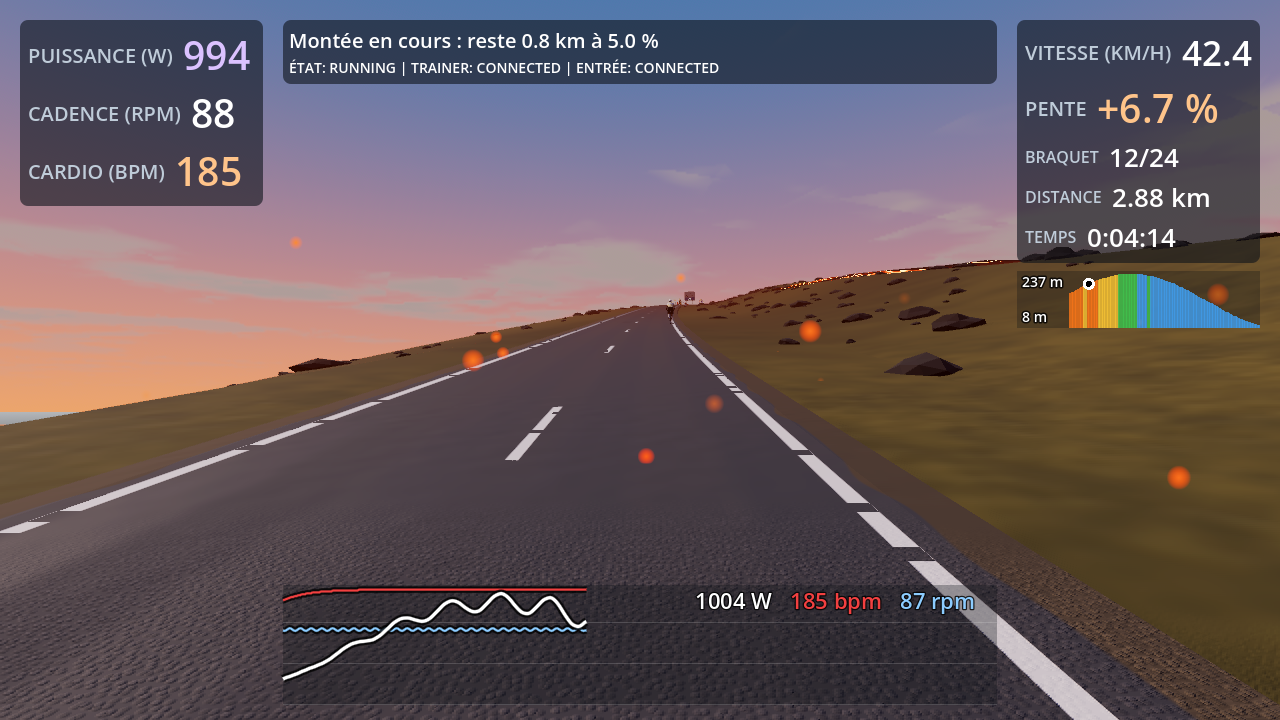 PUISSANCE (W) 994
CADENCE (RPM) 88
CARDIO (BPM) 185
Montée en cours : reste 0.8 km à 5.0 %
ÉTAT: RUNNING | TRAINER: CONNECTED | ENTRÉE: CONNECTED
VITESSE (KM/H) 42.4
PENTE +6.7 %
BRAQUET 12/24
DISTANCE 2.88 km
TEMPS 0:04:14
237 m
8 m
1004 W 185 bpm 87 rpm